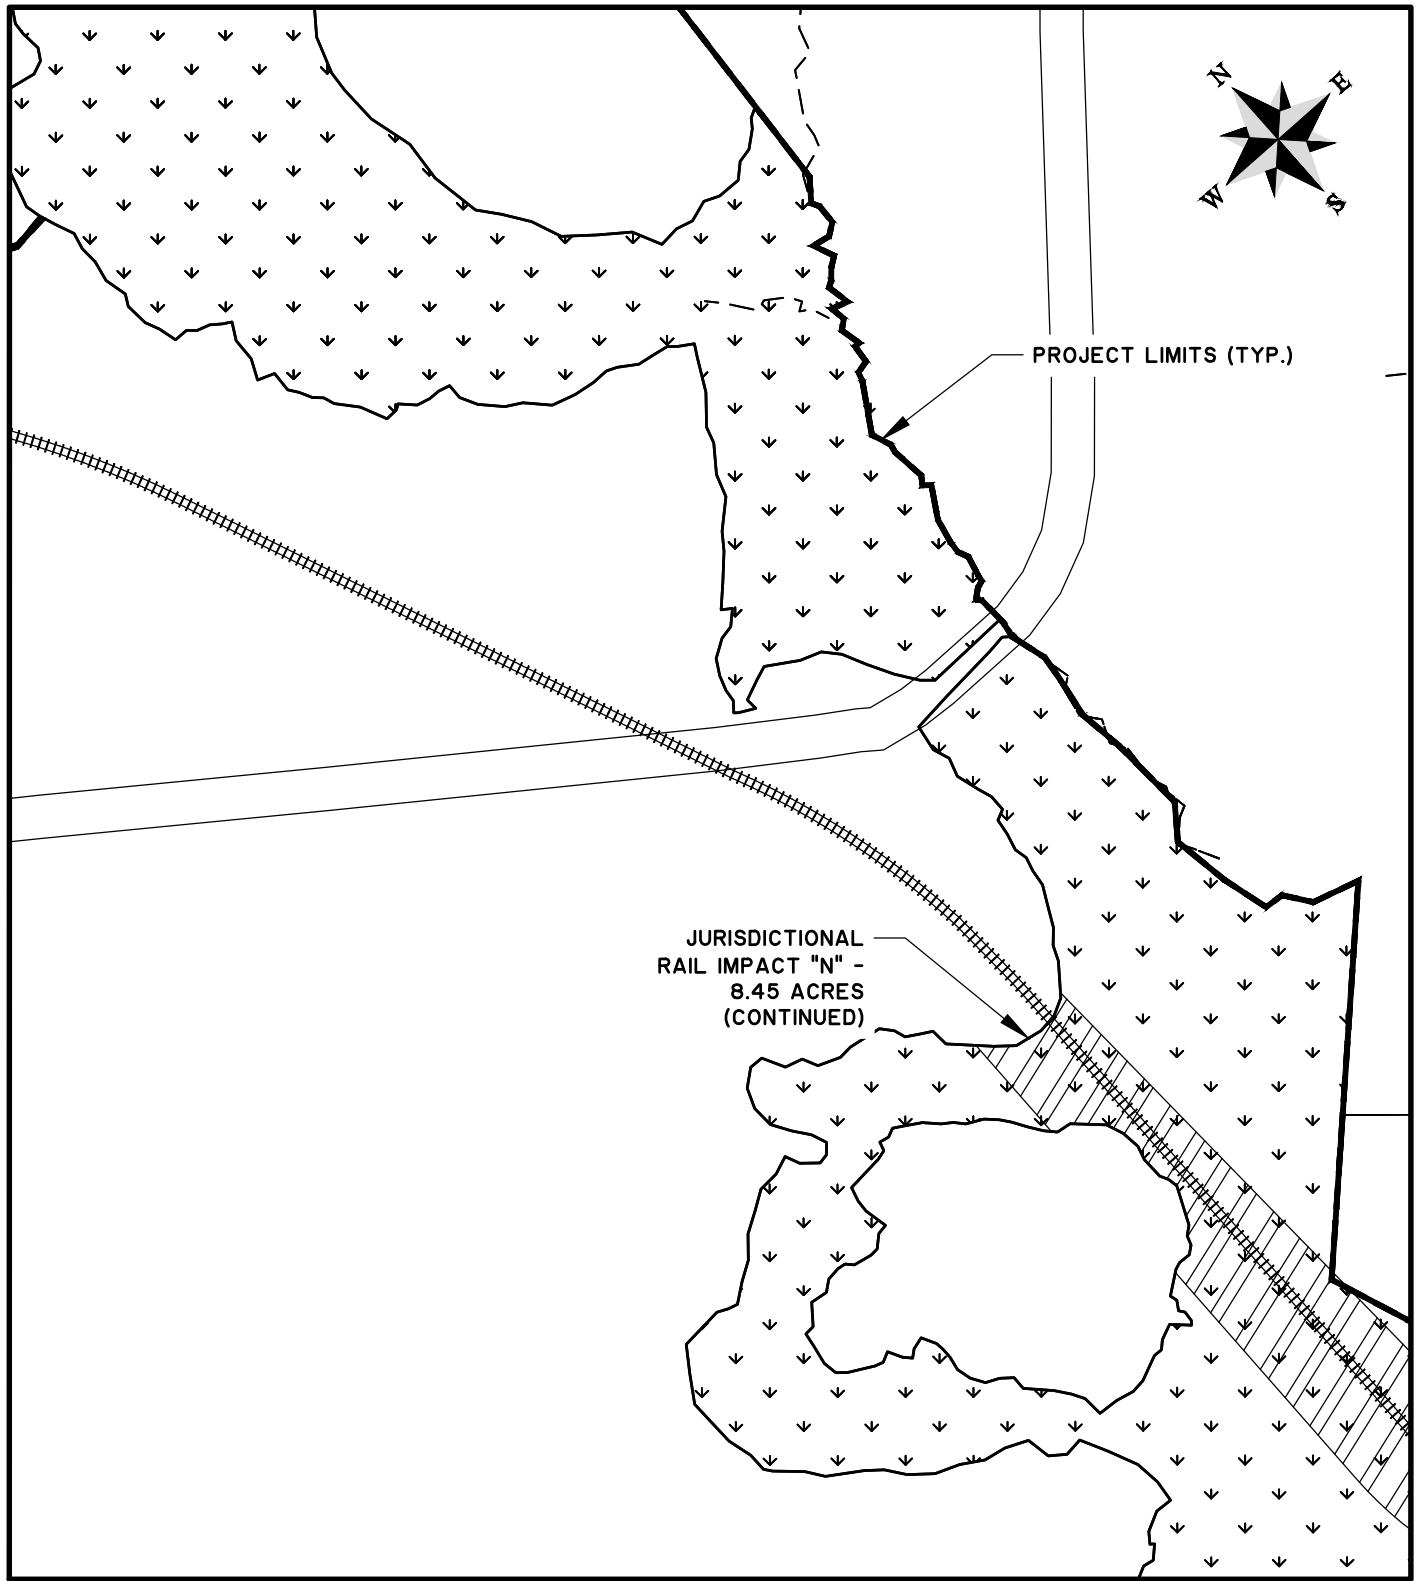 N
E
W
S
PROJECT LIMITS (TYP.)
JURISDICTIONAL
RAIL IMPACT "N" -
8.45 ACRES
(CONTINUED)